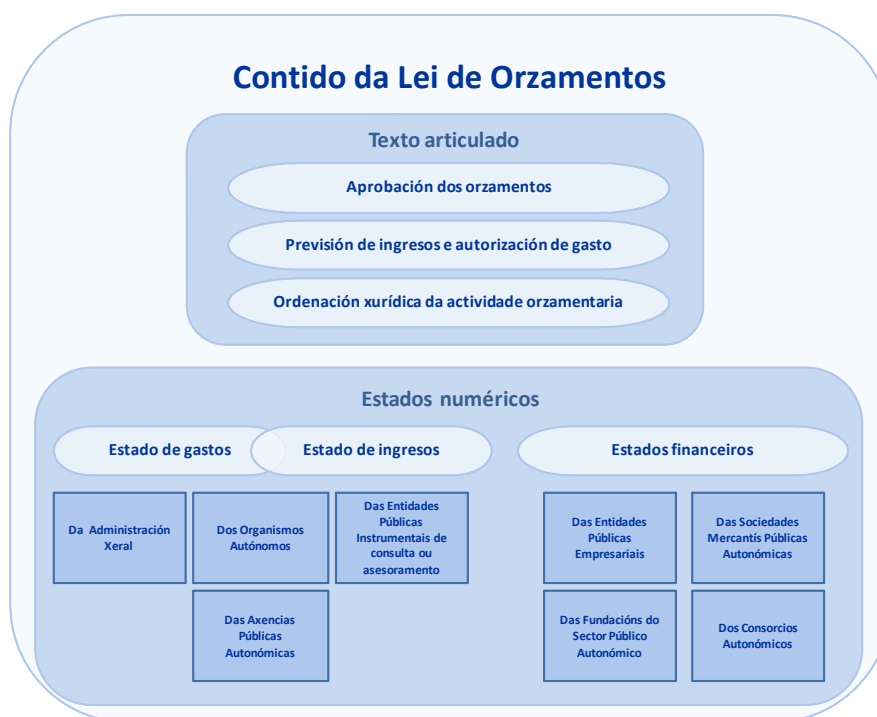 Contido da Lei de Orzamentos
Texto articulado
Aprobación dos orzamentos
Previsión de ingresos e autorización de gasto
Ordenación xurídica da actividade orzamentaria
Estados numéricos
Estado de gastos
Estado de ingresos
Estados financeiros
Da Administración
Xeral
Dos Organismos
Autónomos
Das Entidades
Públicas
Instrumentais de
consulta ou
asesoramento
Das Entidades
Públicas
Empresariais
Das Sociedades
Mercantís Públicas
Autonómicas
Das Axencias
Públicas
Autonómicas
Das Fundacións do
Sector Público
Autonómico
Dos Consorcios
Autonómicos